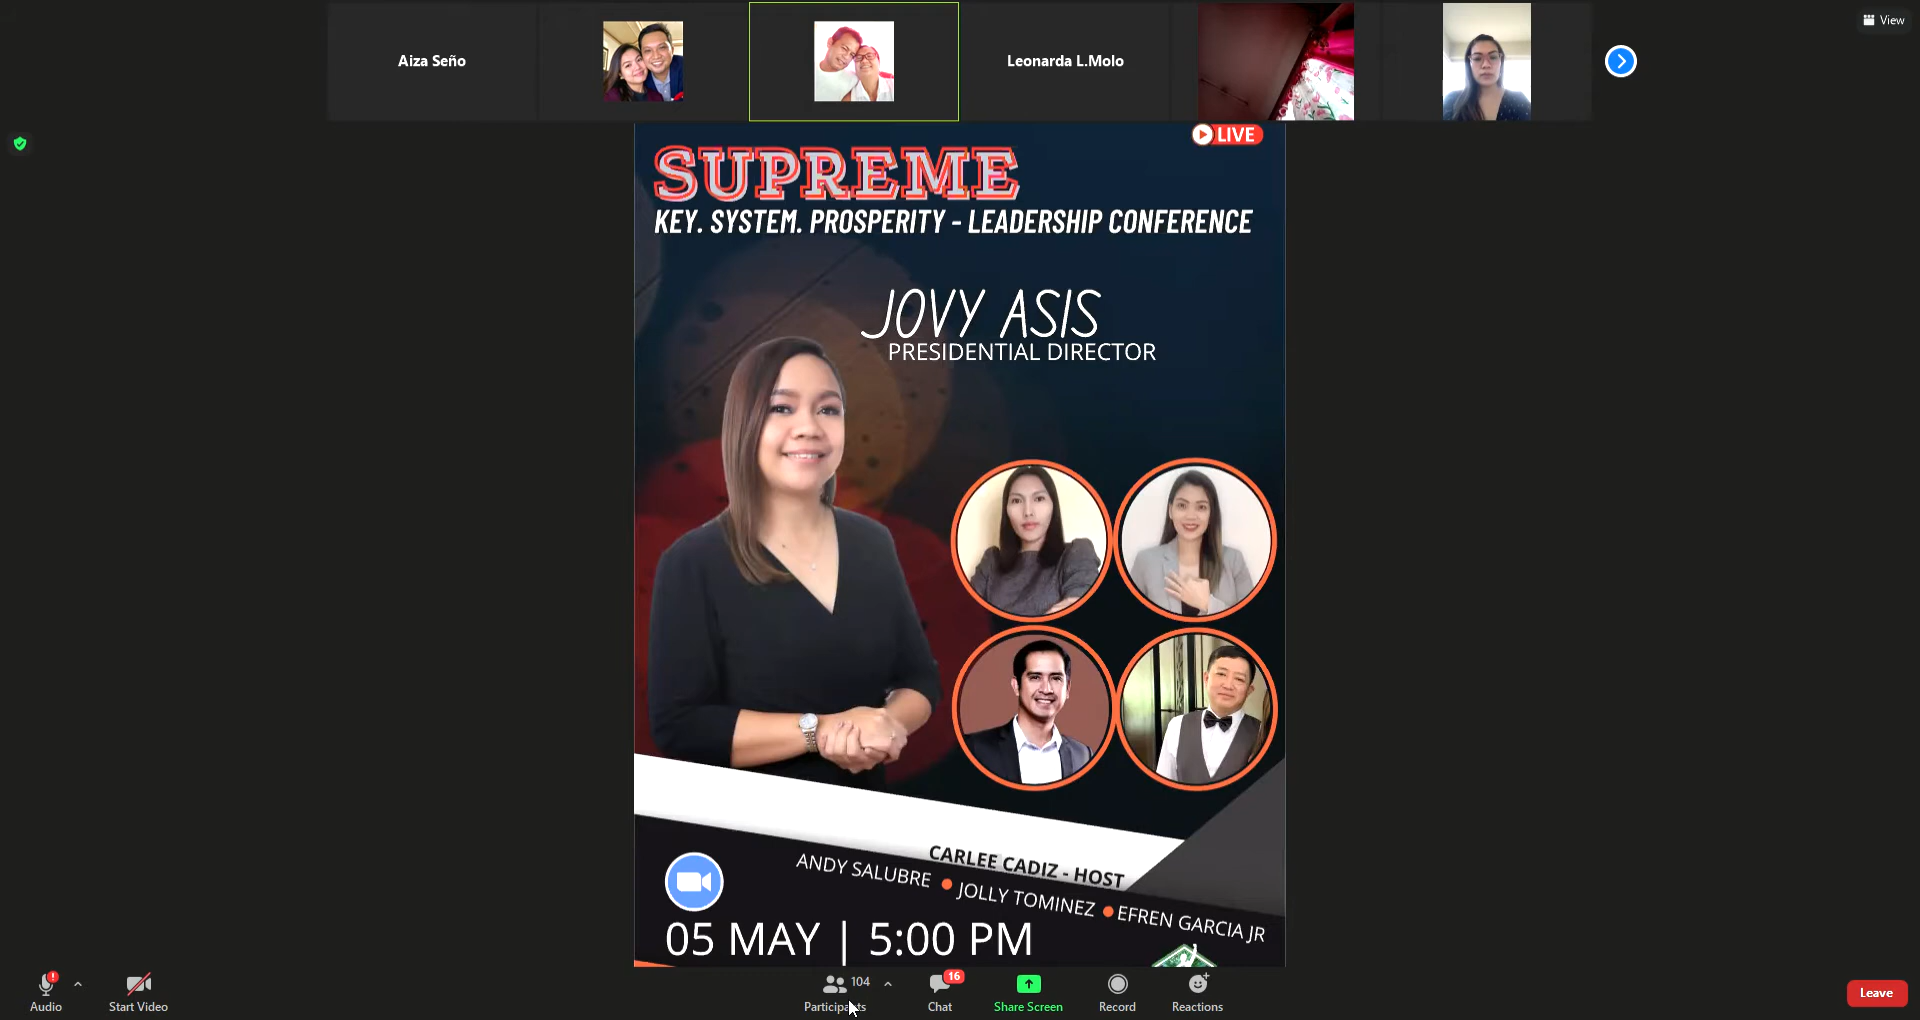 Aiza Seño
Leonarda L.Molo
View
LIVE
SUPREME
KEY. SYSTEM. PROSPERITY - LEADERSHIP CONFERENCE
JOVY ASIS
PRESIDENTIAL DIRECTOR
CARLEE CADIZ - HOST
ANDY SALUBRE ● JOLLY TOMINEZ ● EFREN GARCIA JR
05 MAY | 5:00 PM
Audio
Start Video
104
Participants
16
Chat
Share Screen
Record
Reactions
Leave